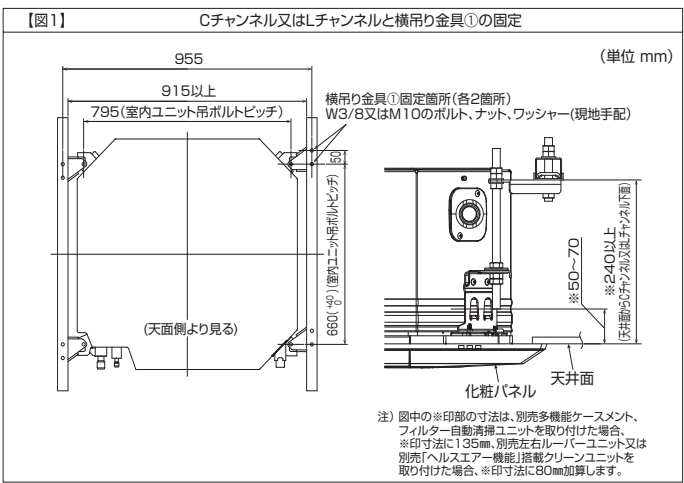 【図1】 Cチャンネル又はLチャンネルと横吊り金具①の固定
(単位 mm)
955
915以上
795(室内ユニット吊ボルトピッチ)
横吊り金具①固定箇所(各2箇所)
W3/8又はM10のボルト、ナット、ワッシャー(現地手配)
50
660(+40 0)(室内ユニット吊ボルトピッチ)
(天面側より見る)
※50〜70
※240以上
(天井面からCチャンネル又はLチャンネル下面)
化粧パネル
天井面
注) 図中の※印部の寸法は、別売多機能ケースメント、
フィルター自動清掃ユニットを取り付けた場合、
※印寸法に135㎜、別売左右ルーバーユニット又は
別売「ヘルスエアー機能」搭載クリーンユニットを
取り付けた場合、※印寸法に80㎜加算します。